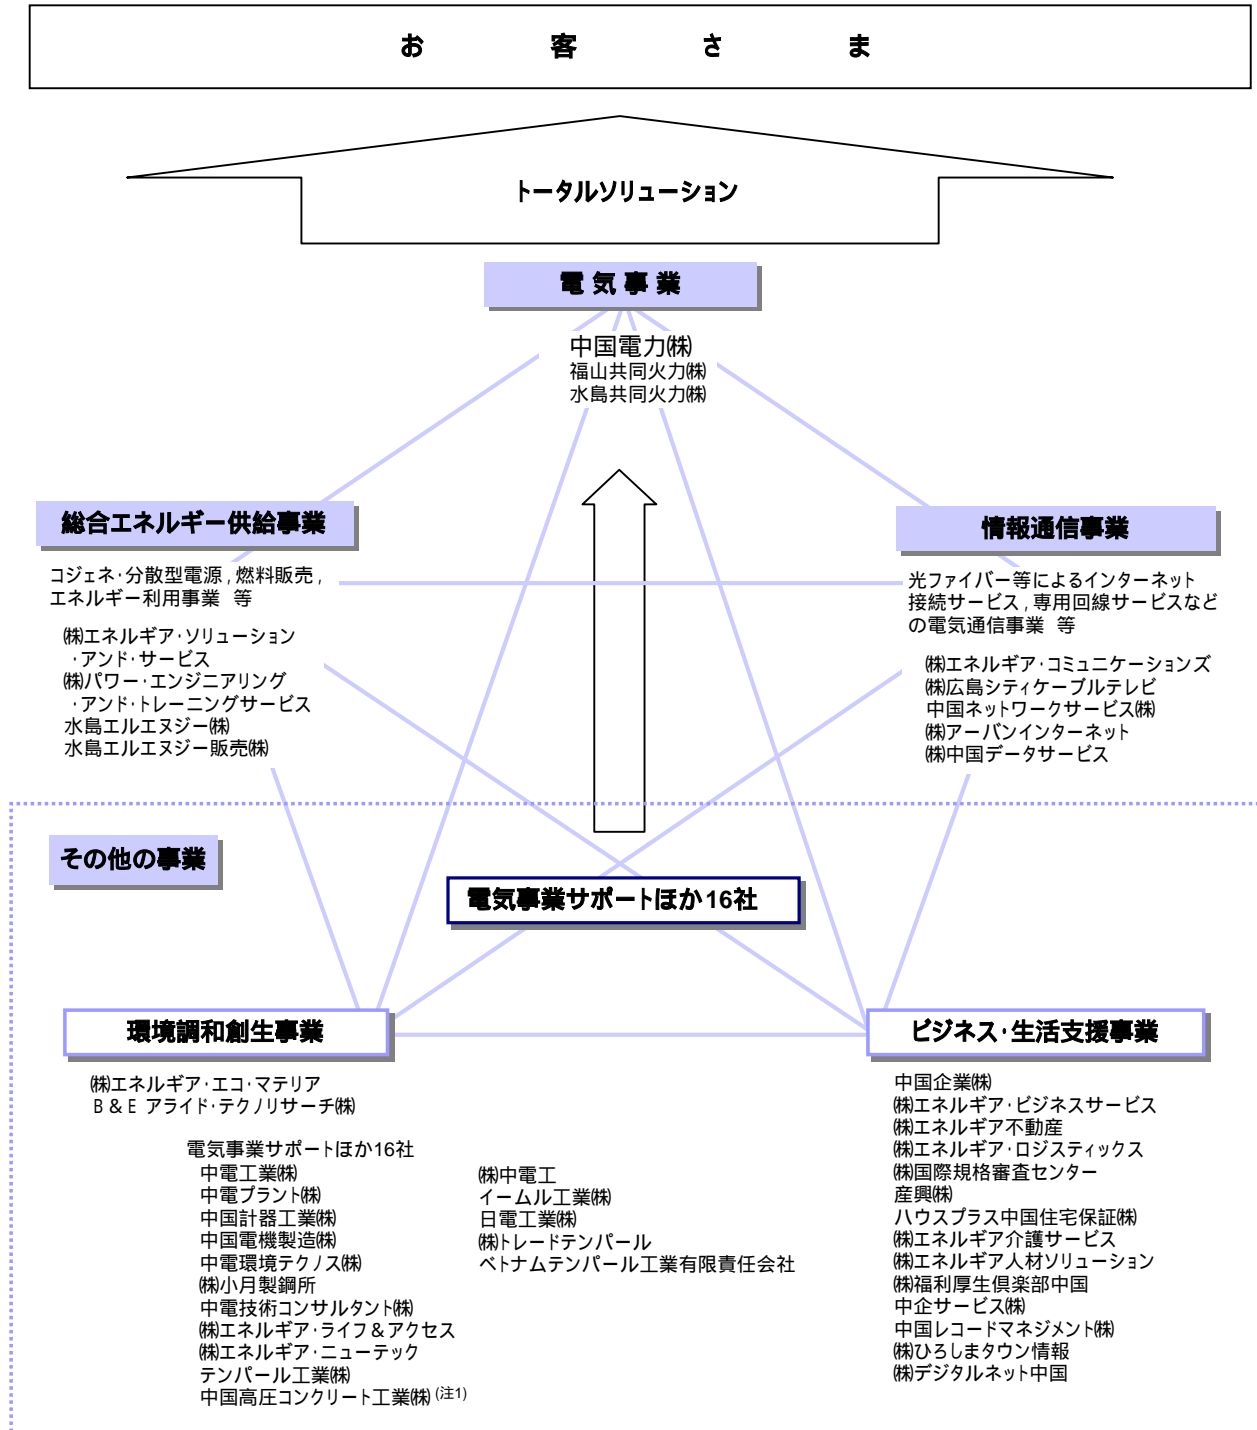 お客さま
トータルソリューション
電気事業
中国電力㈱
福山共同火力㈱
水島共同火力㈱
総合エネルギー供給事業
コジェネ・分散型電源，燃料販売，
エネルギー利用事業 等
㈱エネルギア・ソリューション
・アンド・サービス
㈱パワー・エンジニアリング
・アンド・トレーニングサービス
水島エルエヌジー㈱
水島エルエヌジー販売㈱
情報通信事業
光ファイバー等によるインターネット
接続サービス，専用回線サービスなど
の電気通信事業 等
㈱エネルギア・コミュニケーションズ
㈱広島シティケーブルテレビ
中国ネットワークサービス㈱
㈱アーバンインターネット
㈱中国データサービス
その他の事業
電気事業サポートほか16社
環境調和創生事業
㈱エネルギア・エコ・マテリア
B＆E アライド・テクノリサーチ㈱
電気事業サポートほか16社
中電工業㈱
中電プラント㈱
中国計器工業㈱
中国電機製造㈱
中電環境テクノス㈱
㈱小月製鋼所
中電技術コンサルタント㈱
㈱エネルギア・ライフ＆アクセス
㈱エネルギア・ニューテック
テンパール工業㈱
中国高圧コンクリート工業㈱(注1)
㈱中電工
イームル工業㈱
日電工業㈱
㈱トレードテンパール
ベトナムテンパール工業有限責任会社
ビジネス・生活支援事業
中国企業㈱
㈱エネルギア・ビジネスサービス
㈱エネルギア不動産
㈱エネルギア・ロジスティックス
㈱国際規格審査センター
産興㈱
ハウスプラス中国住宅保証㈱
㈱エネルギア介護サービス
㈱エネルギア人材ソリューション
㈱福利厚生倶楽部中国
中企サービス㈱
中国レコードマネジメント㈱
㈱ひろしまタウン情報
㈱デジタルネット中国